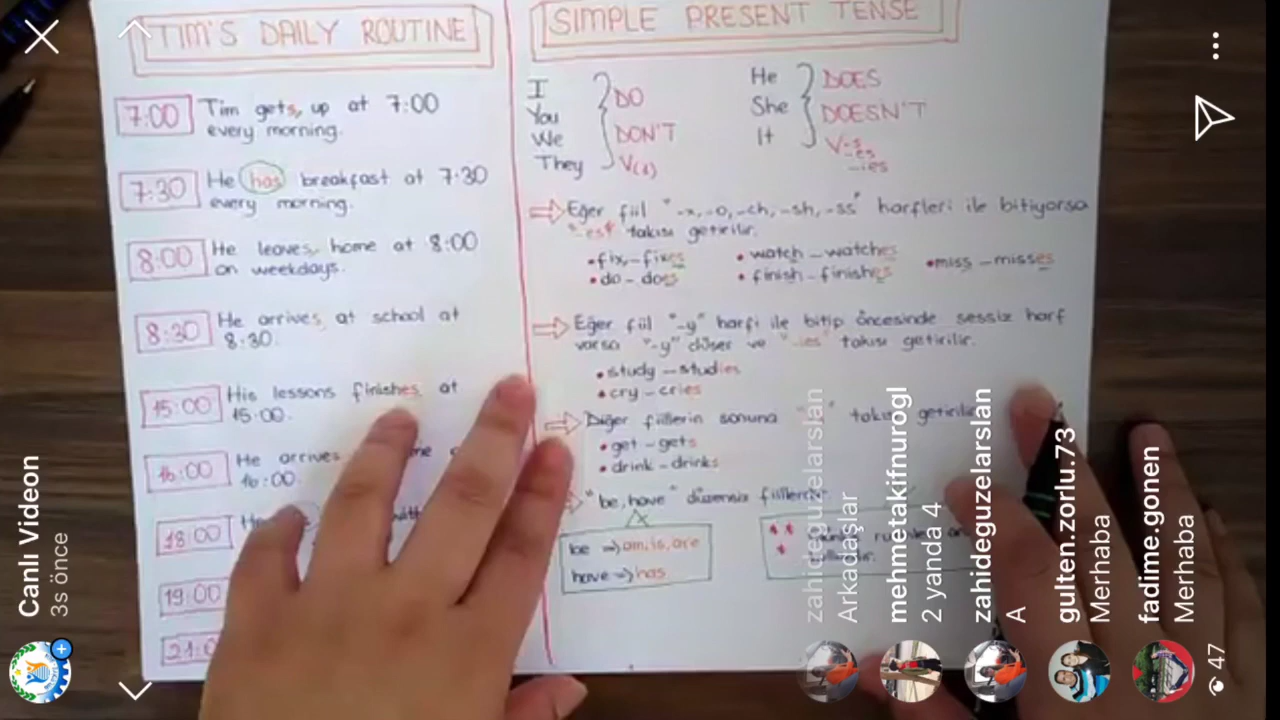 TIM'S DAILY ROUTINE
7:00
Tim gets up at 7:00
every morning.
7:30
He has breakfast at 7:30
every morning.
8:00
He leaves home at 8:00
on weekdays.
8:30
He arrives at school at
8:30.
15:00
His lessons finishes at
15:00.
16:00
He arrives
16:00.
18:00
19:00
SIMPLE PRESENT TENSE
I
You
We
They
DO
DON'T
V(1)
He
She
It
DOES
DOESN'T
V-s
-es
-ies
Eğer fiil "-x,-o,-ch,-sh,-ss" harfleri ile bitiyorsa
"-es" takısı getirilir.
•fix-fixes
•do-does
•watch-watches
•finish-finishes
•miss-misses
Eğer fiil "-y" harfi ile bitip öncesinde sessiz harf
varsa "-y" düşer ve "-ies" takısı getirilir.
•study-studies
•cry-cries
Diğer fiillerin sonuna takısı
•get-gets
•drink-drinks
"be, have" düzensiz fiillerdir
be => am, is, are
have => has
Canlı Videon
3s önce
zahideguzelarslan
Arkadaşlar
mehmetakifnurogl
2 yanda 4
zahideguzelarslan
A
gulten.zorlu.73
Merhaba
fadime.gonen
Merhaba
47